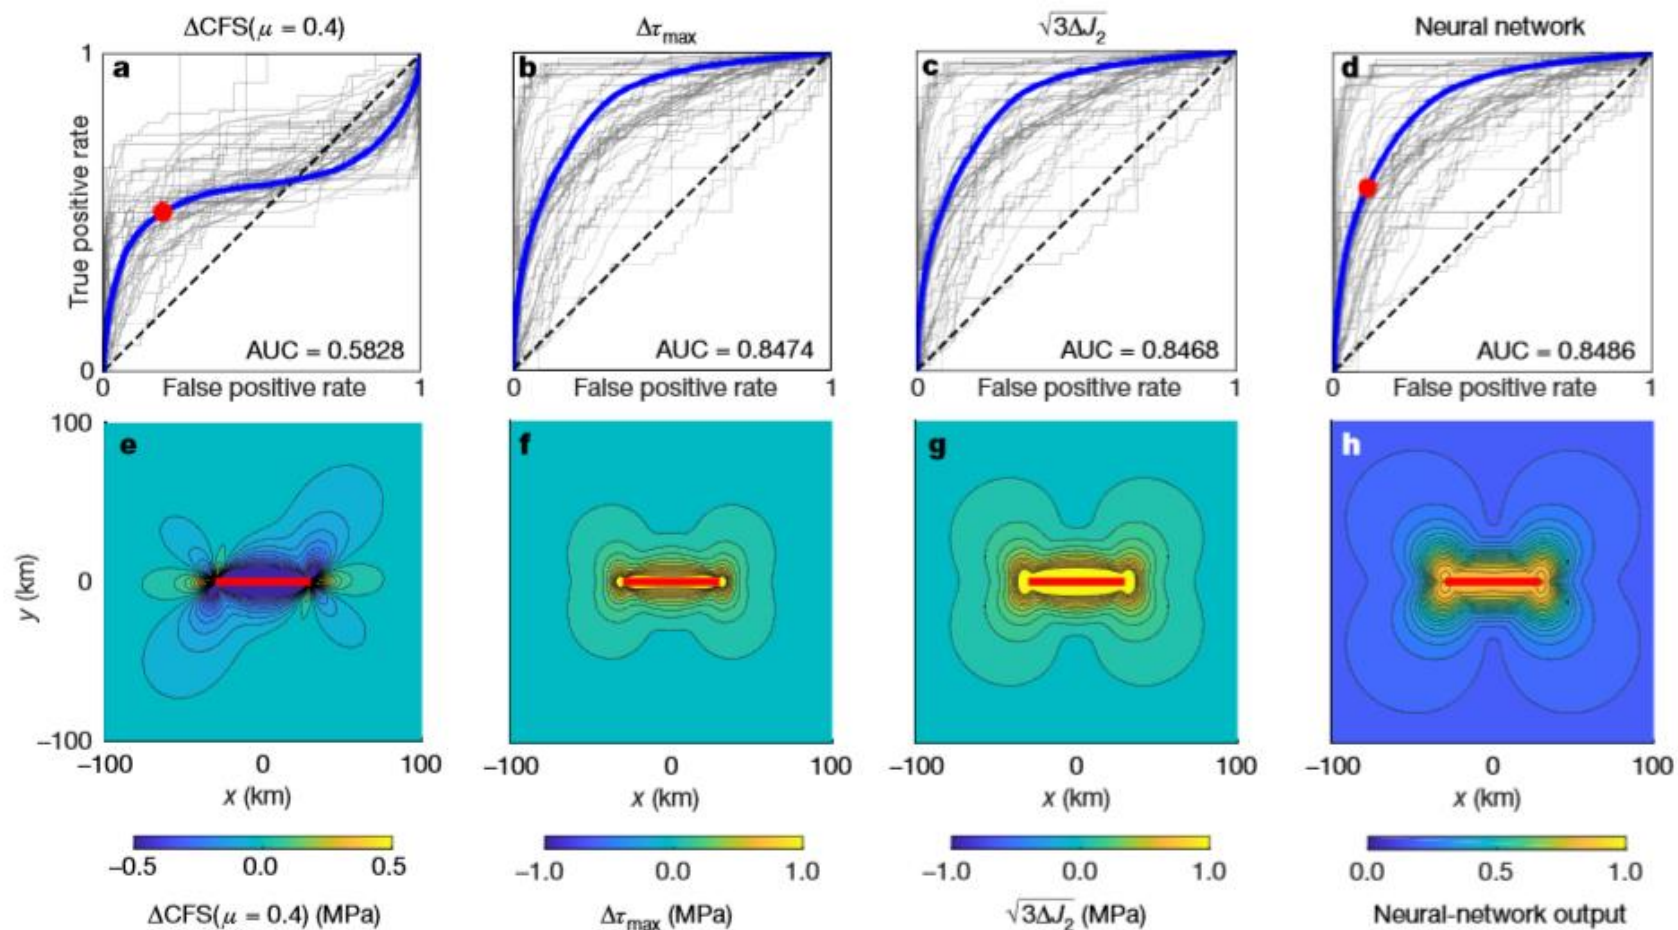 ΔCFS(μ = 0.4)
Δτmax
√3ΔJ2
Neural network
a
b
c
d
1
True positive rate
0
AUC = 0.5828
AUC = 0.8474
AUC = 0.8468
AUC = 0.8486
0 False positive rate 1
0 False positive rate 1
0 False positive rate 1
0 False positive rate 1
e
f
g
h
100
0
–100
y (km)
–100 0 100
–100 0 100
–100 0 100
–100 0 100
x (km)
x (km)
x (km)
x (km)
–0.5 0.0 0.5
–1.0 0.0 1.0
–1.0 0.0 1.0
0.0 0.5 1.0
ΔCFS(μ = 0.4) (MPa)
Δτmax (MPa)
√3ΔJ2 (MPa)
Neural-network output